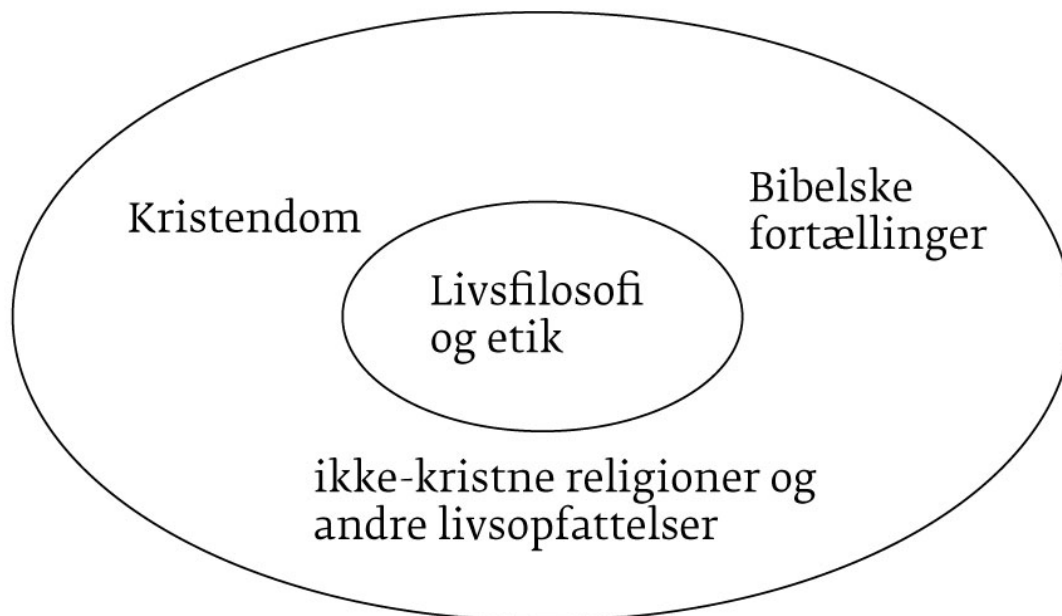 Kristendom
Bibelske
fortællinger
Livsfilosofi
og etik
ikke-kristne religioner og
andre livsopfattelser